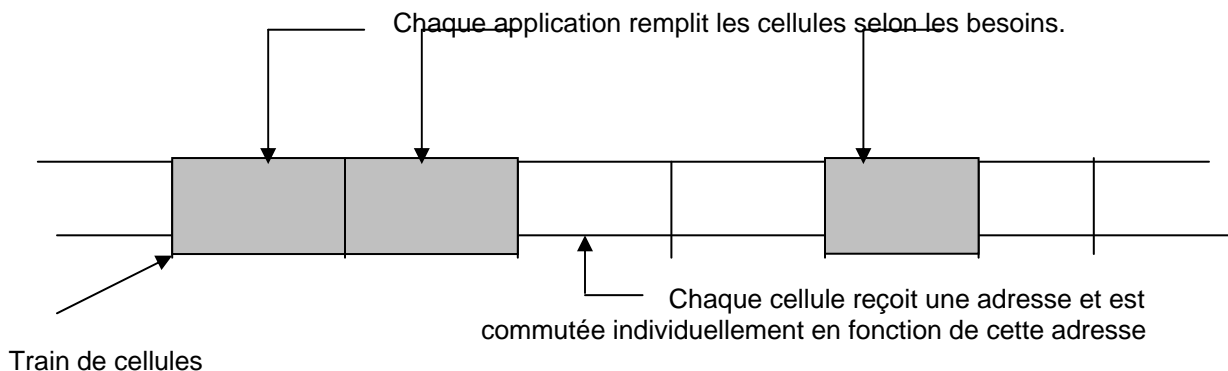 Chaque application remplit les cellules selon les besoins.
Chaque cellule reçoit une adresse et est
commutée individuellement en fonction de cette adresse
Train de cellules